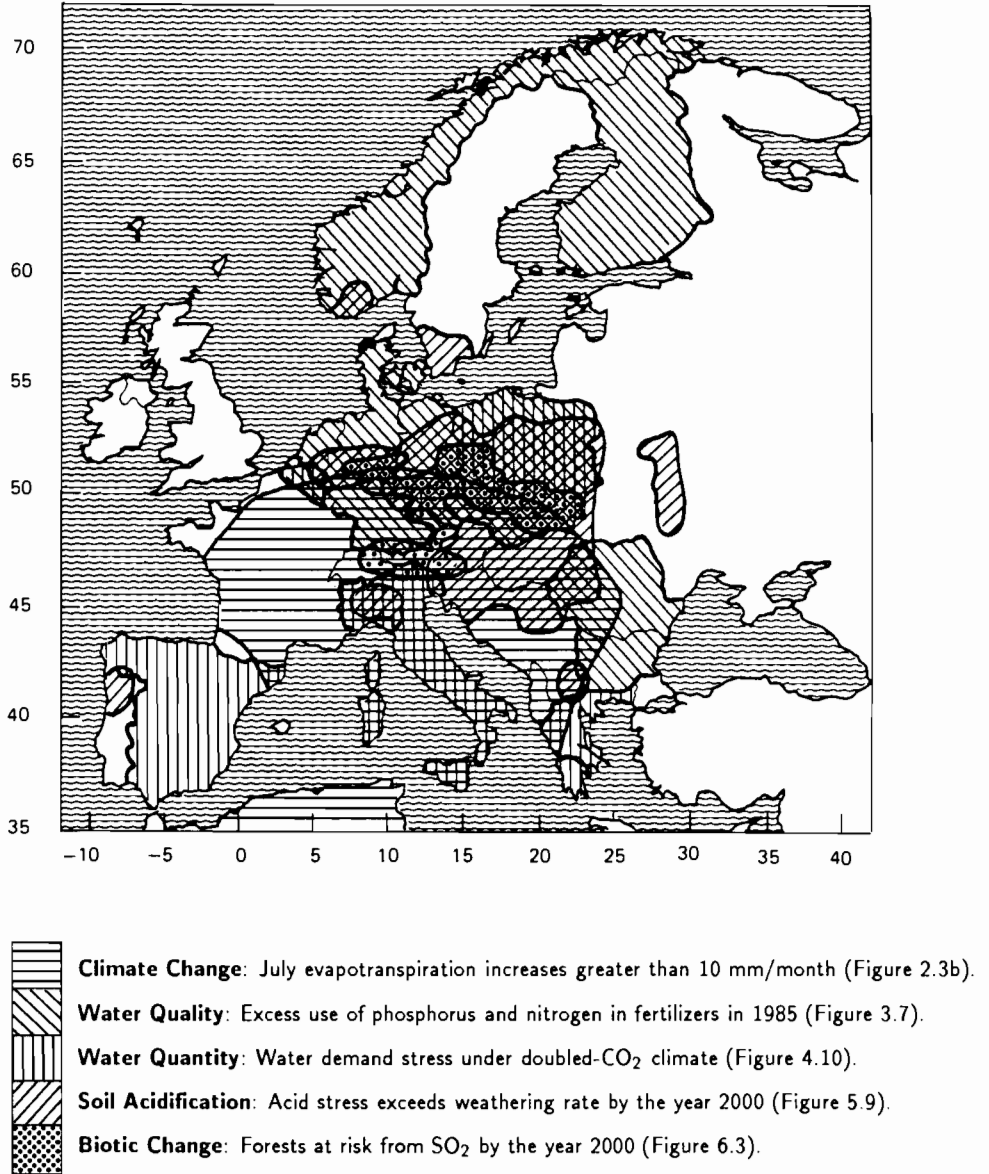 70
65
60
55
50
45
40
35
−10 −5 0 5 10 15 20 25 30 35 40
Climate Change: July evapotranspiration increases greater than 10 mm/month (Figure 2.3b).
Water Quality: Excess use of phosphorus and nitrogen in fertilizers in 1985 (Figure 3.7).
Water Quantity: Water demand stress under doubled-CO₂ climate (Figure 4.10).
Soil Acidification: Acid stress exceeds weathering rate by the year 2000 (Figure 5.9).
Biotic Change: Forests at risk from SO₂ by the year 2000 (Figure 6.3).